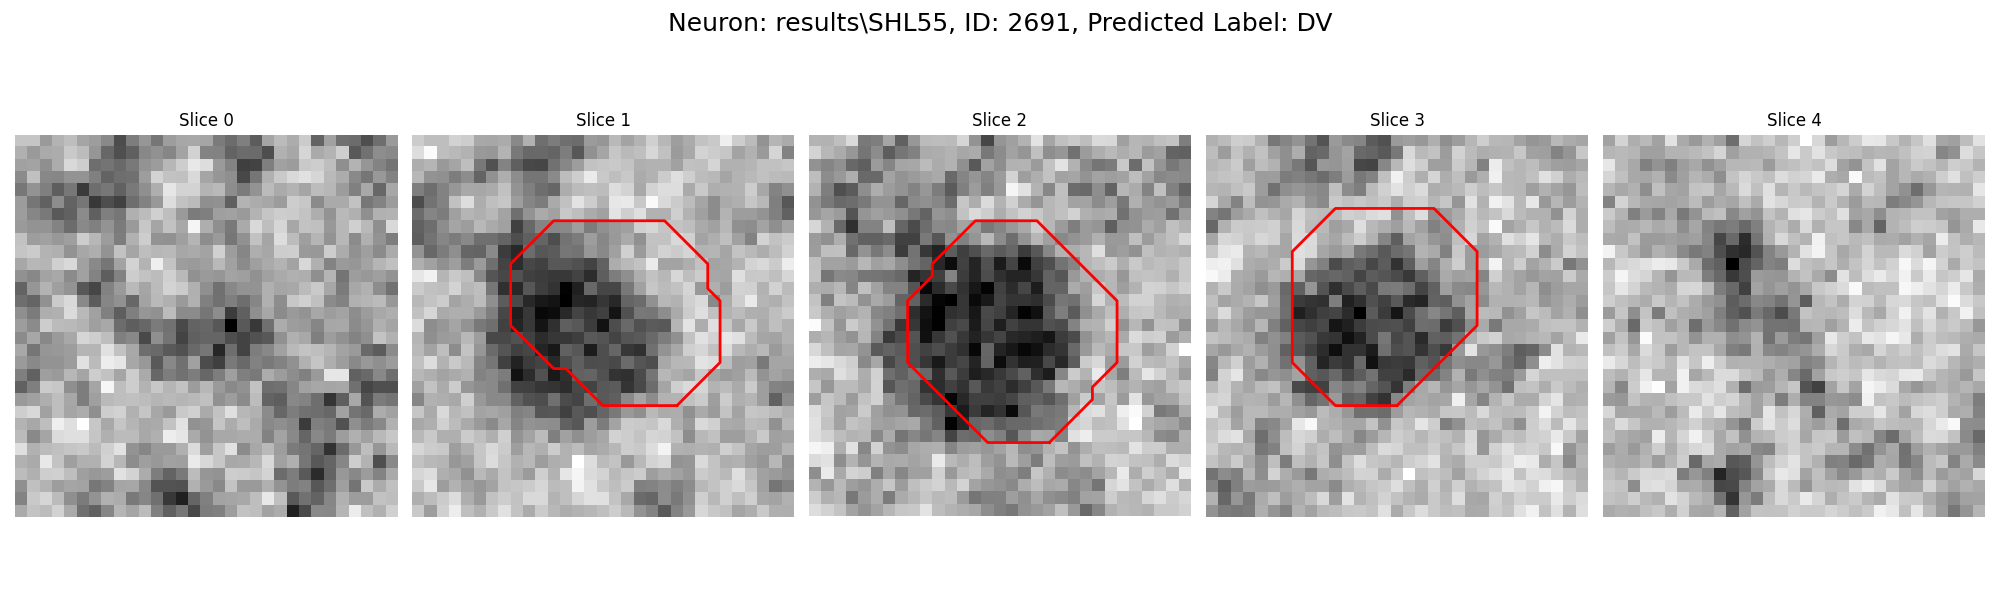 Neuron: results\SHL55, ID: 2691, Predicted Label: DV
Slice 0
Slice 1
Slice 2
Slice 3
Slice 4